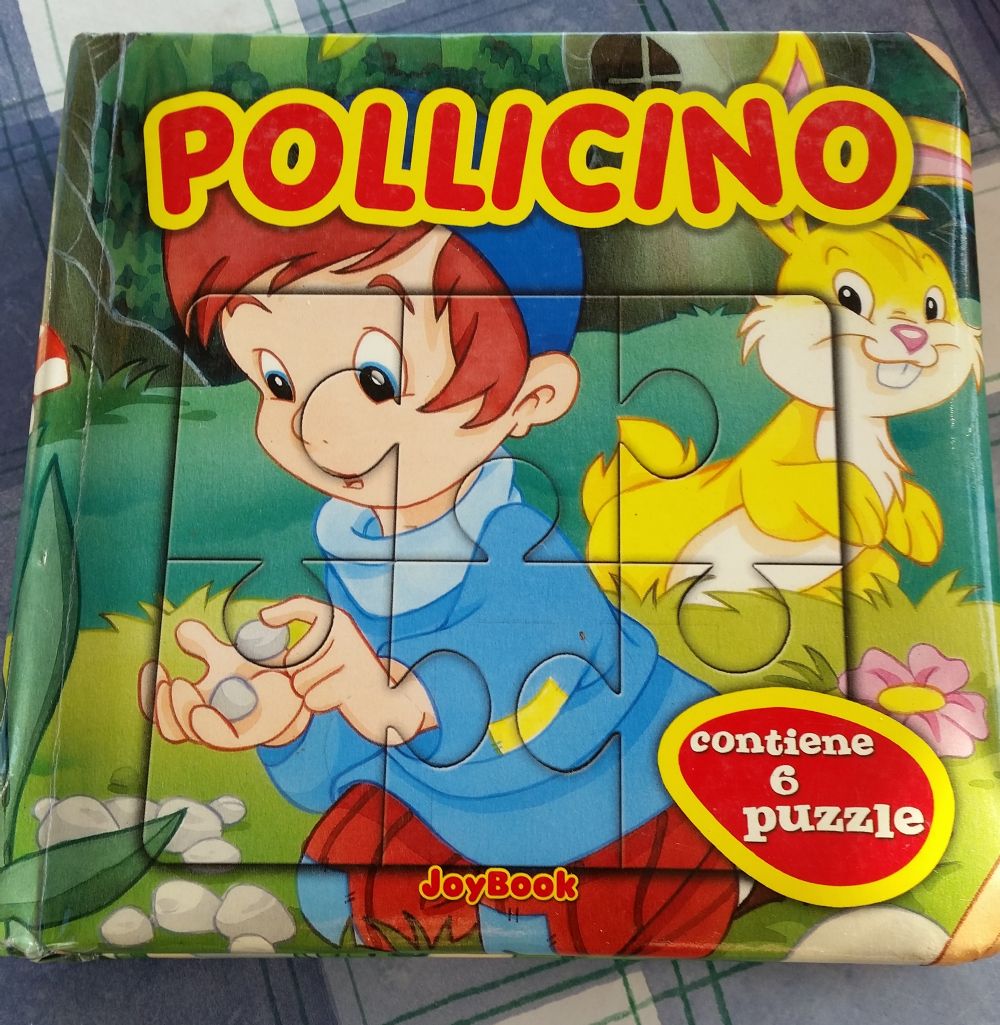 POLLICINO
contiene
6
puzzle
JoyBook